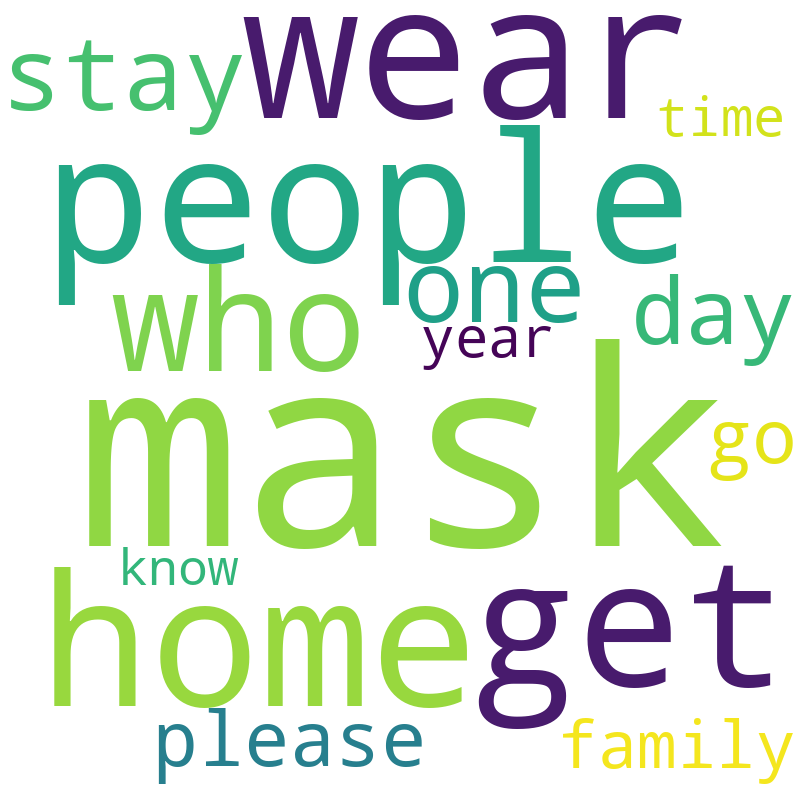 stay wear
time
people
who one day
year
mask
go
know
home get
please family